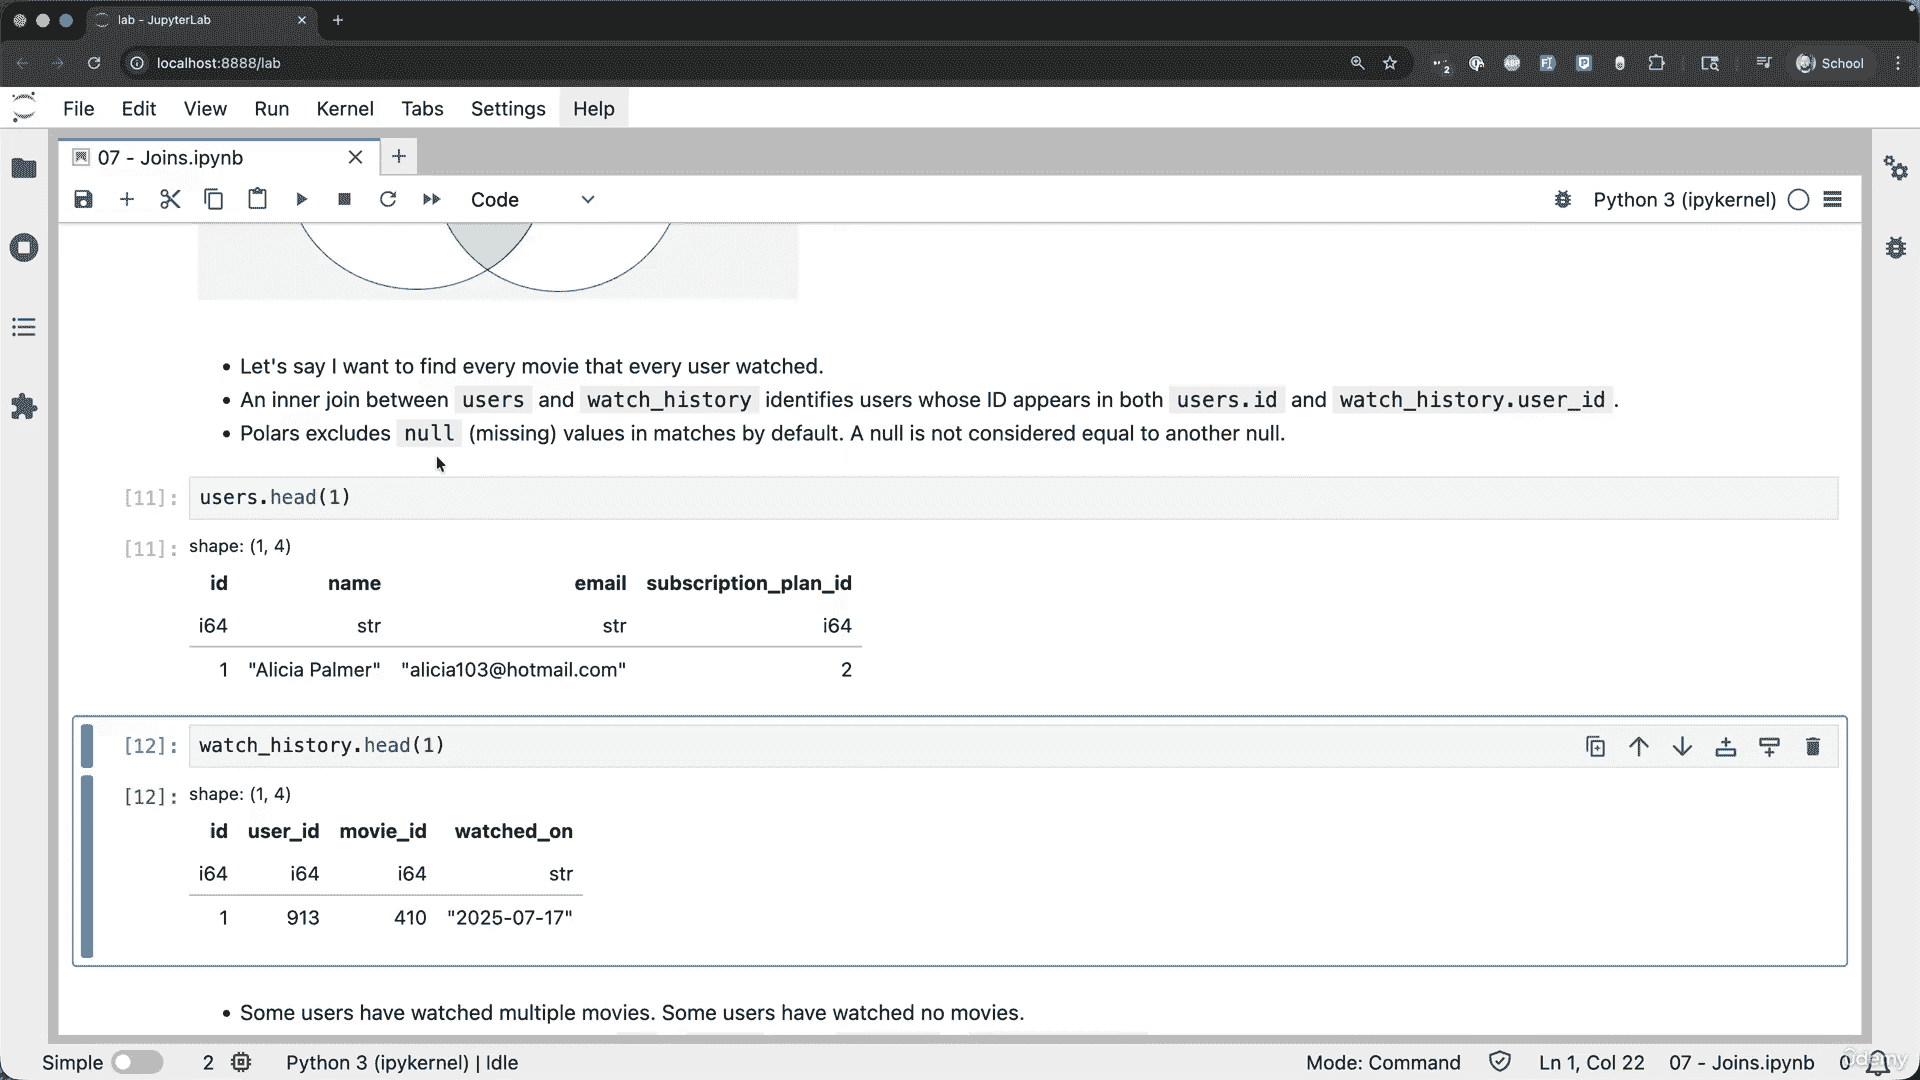 lab - JupyterLab
localhost:8888/lab
2
ABP
School
File Edit View Run Kernel Tabs Settings Help
07 - Joins.ipynb
Code
Python 3 (ipykernel)
• Let's say I want to find every movie that every user watched.
• An inner join between users and watch_history identifies users whose ID appears in both users.id and watch_history.user_id.
• Polars excludes null (missing) values in matches by default. A null is not considered equal to another null.
[11]: users.head(1)
[11]: shape: (1, 4)
id name email subscription_plan_id
i64 str str i64
1 "Alicia Palmer" "alicia103@hotmail.com" 2
[12]: watch_history.head(1)
[12]: shape: (1, 4)
id user_id movie_id watched_on
i64 i64 i64 str
1 913 410 "2025-07-17"
• Some users have watched multiple movies. Some users have watched no movies.
Simple 2 Python 3 (ipykernel) | Idle Mode: Command Ln 1, Col 22 07 - Joins.ipynb 0
udemy